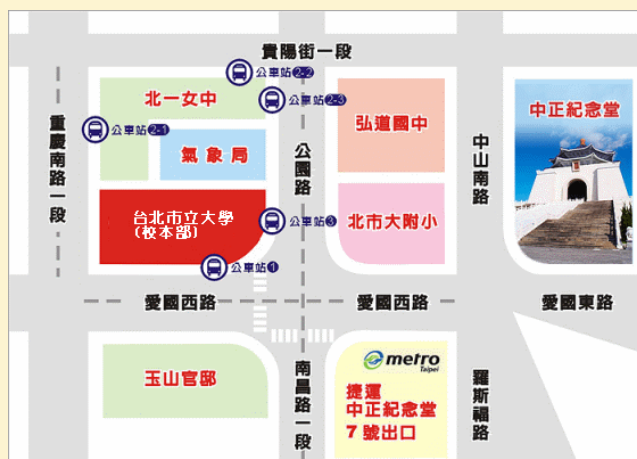 貴陽街一段
公車站2-2
北一女中
公車站2-3
公車站2-1
氣象局
弘道國中
中正紀念堂
重慶南路一段
公園路
中山南路
台北市立大學
(校本部)
公車站3
北市大附小
公車站1
愛國西路
愛國西路
愛國東路
玉山官邸
南昌路一段
metro
Taipei
捷運
中正紀念堂
7號出口
羅斯福路